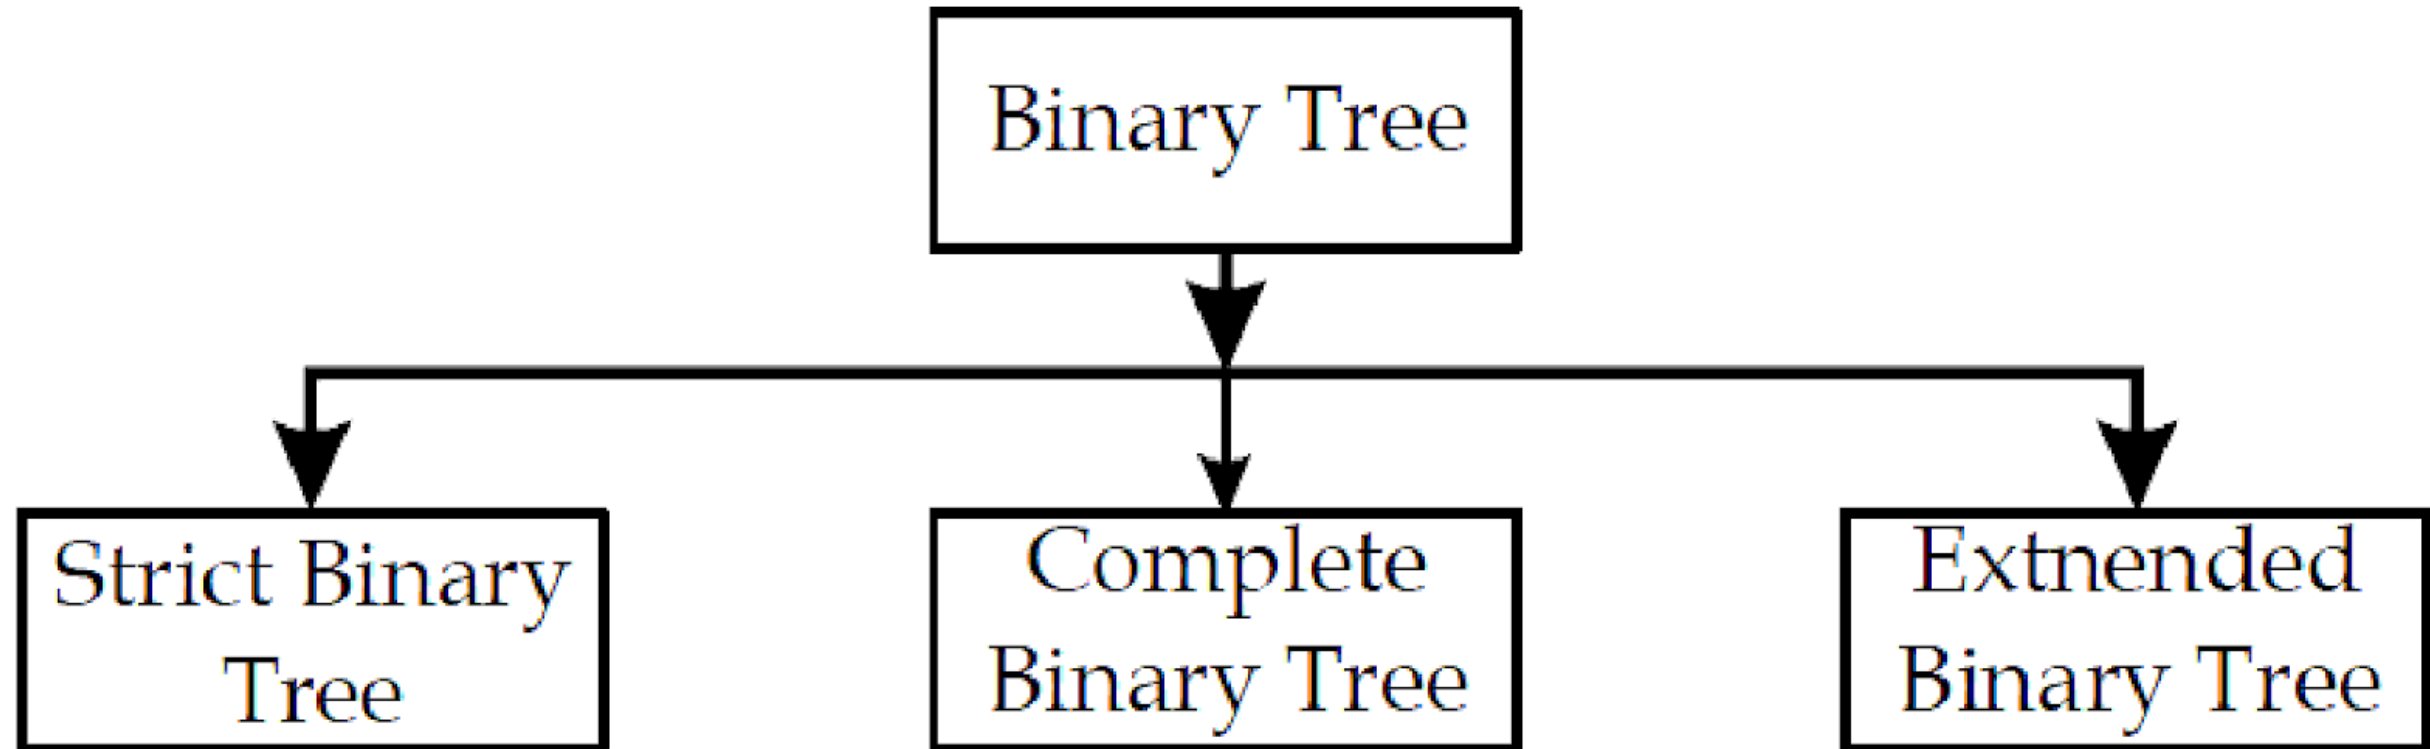 Binary Tree
Strict Binary
Tree
Complete
Binary Tree
Extnended
Binary Tree